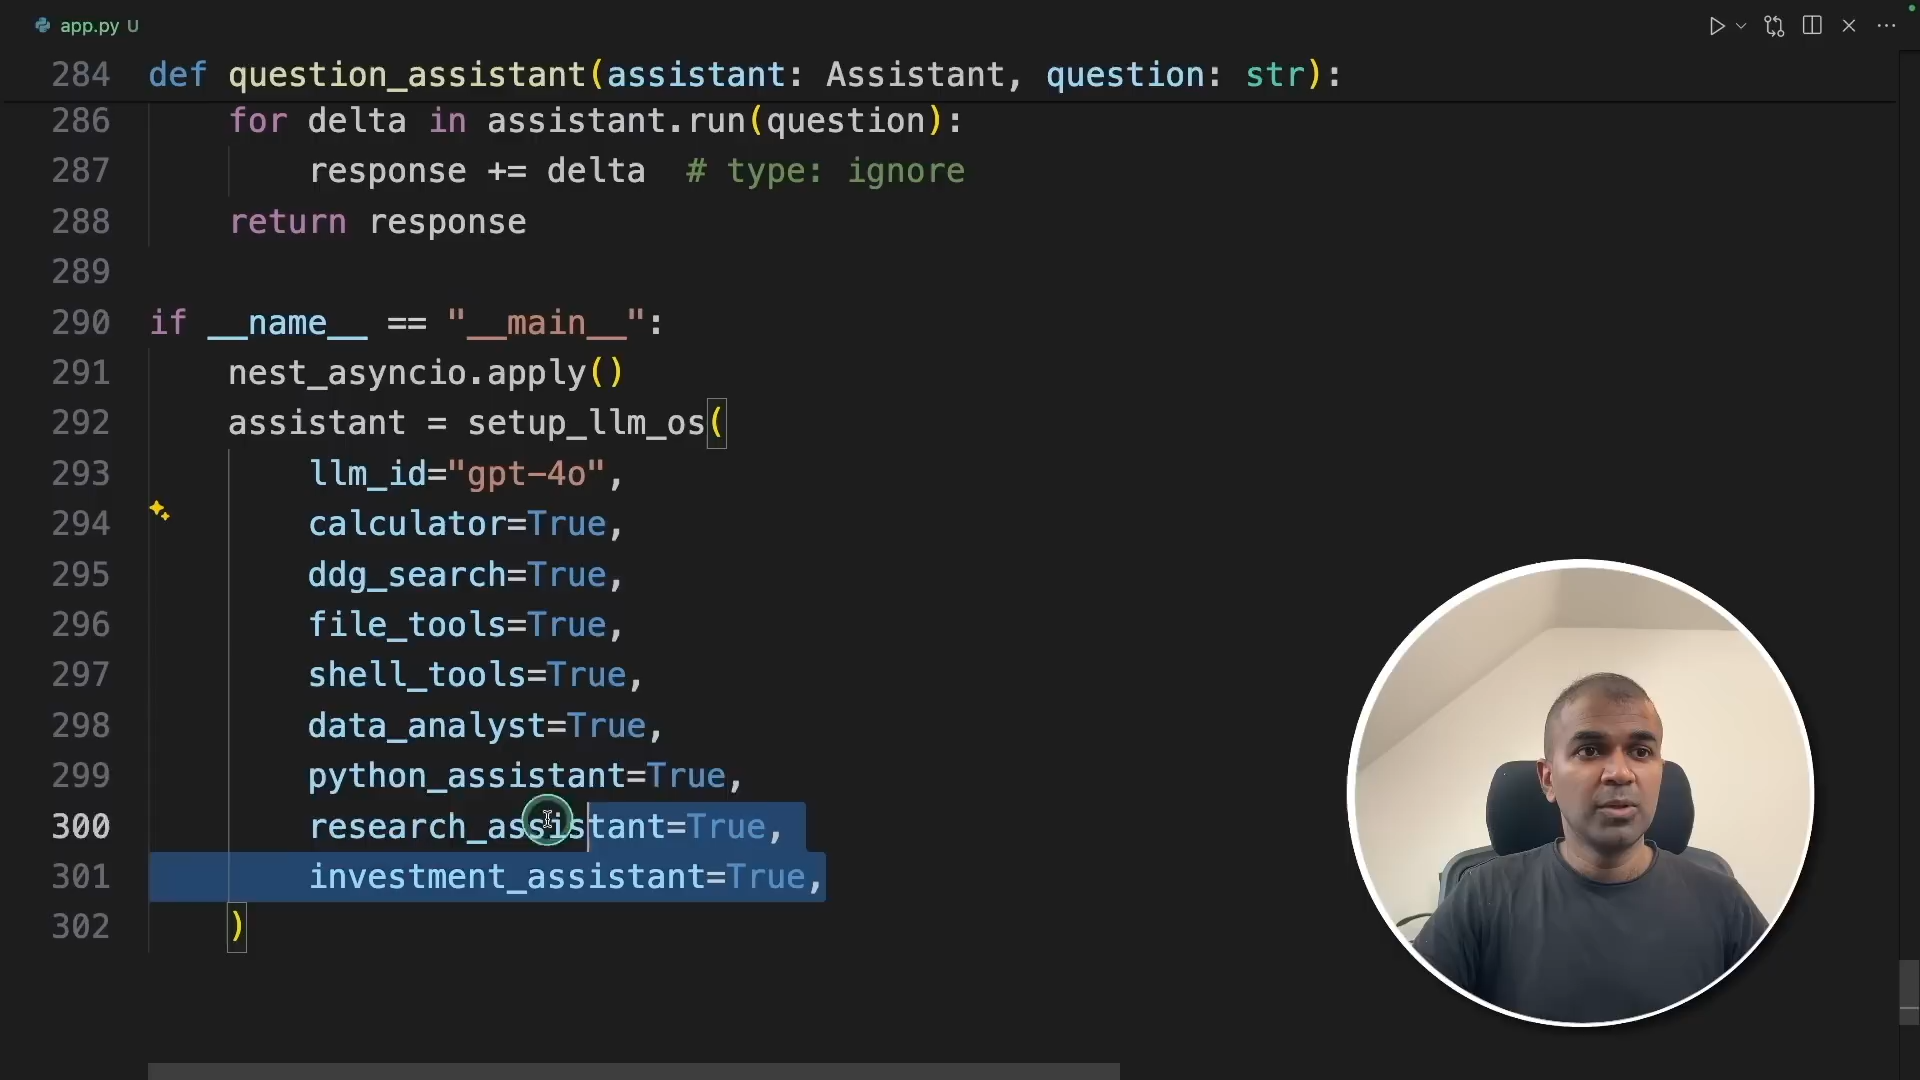 app.py U
284 def question_assistant(assistant: Assistant, question: str):
286 for delta in assistant.run(question):
287 response += delta # type: ignore
288 return response
289
290 if __name__ == "__main__":
291 nest_asyncio.apply()
292 assistant = setup_llm_os(
293 llm_id="gpt-4o",
294 calculator=True,
295 ddg_search=True,
296 file_tools=True,
297 shell_tools=True,
298 data_analyst=True,
299 python_assistant=True,
300 research_assistant=True,
301 investment_assistant=True,
302 )